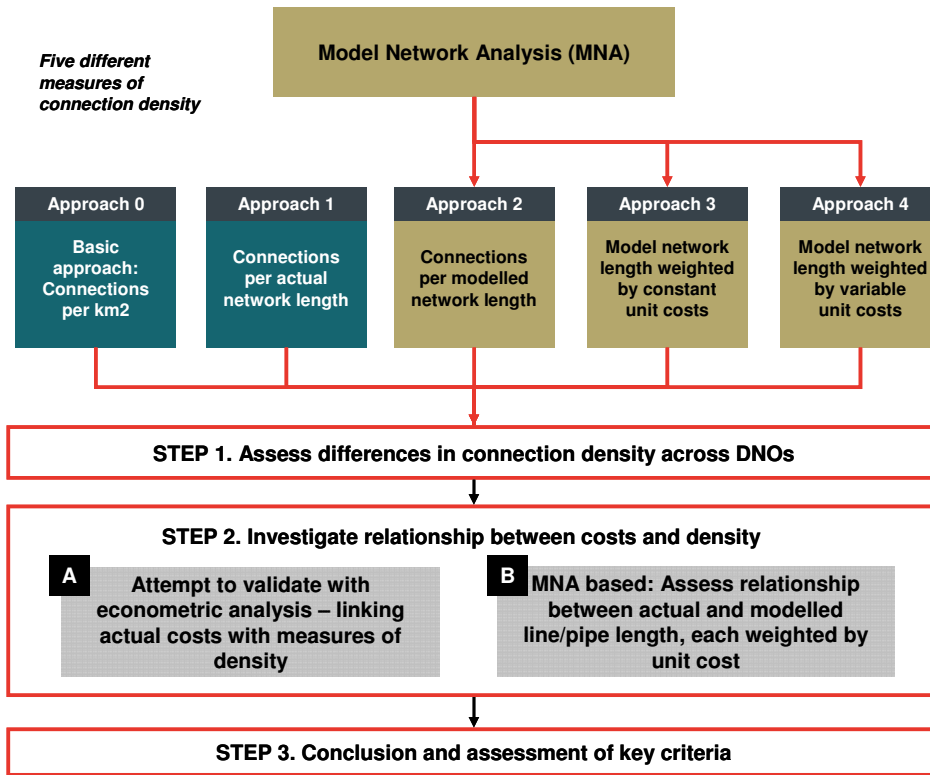 Five different
measures of
connection density
Model Network Analysis (MNA)
Approach 0
Basic
approach:
Connections
per km2
Approach 1
Connections
per actual
network length
Approach 2
Connections
per modelled
network length
Approach 3
Model network
length weighted
by constant
unit costs
Approach 4
Model network
length weighted
by variable
unit costs
STEP 1. Assess differences in connection density across DNOs
STEP 2. Investigate relationship between costs and density
A
Attempt to validate with
econometric analysis – linking
actual costs with measures of
density
B
MNA based: Assess relationship
between actual and modelled
line/pipe length, each weighted by
unit cost
STEP 3. Conclusion and assessment of key criteria